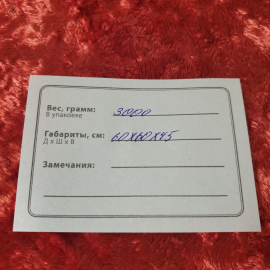 Вес, грамм: 3000
В упаковке
Габариты, см: 60х60х45
Д х Ш х В
Замечания: